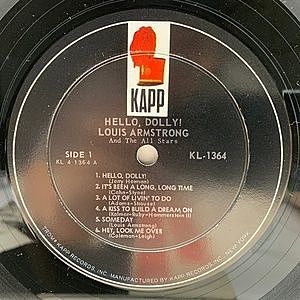 KAPP
HELLO, DOLLY!
LOUIS ARMSTRONG
And The All Stars
SIDE 1
KL 4 1364 A
KL-1364
1. HELLO, DOLLY!
(Jerry Herman)
2. IT'S BEEN A LONG, LONG TIME
(Cahn-Styne)
3. A LOT OF LIVIN' TO DO
(Adams-Strouse)
4. A KISS TO BUILD A DREAM ON
(Kalmar-Ruby-Hammerstein II)
5. SOMEDAY
(Louis Armstrong)
6. HEY, LOOK ME OVER
(Coleman-Leigh)
KAPP RECORDS, INC. MANUFACTURED BY KAPP RECORDS, INC. NEW YORK